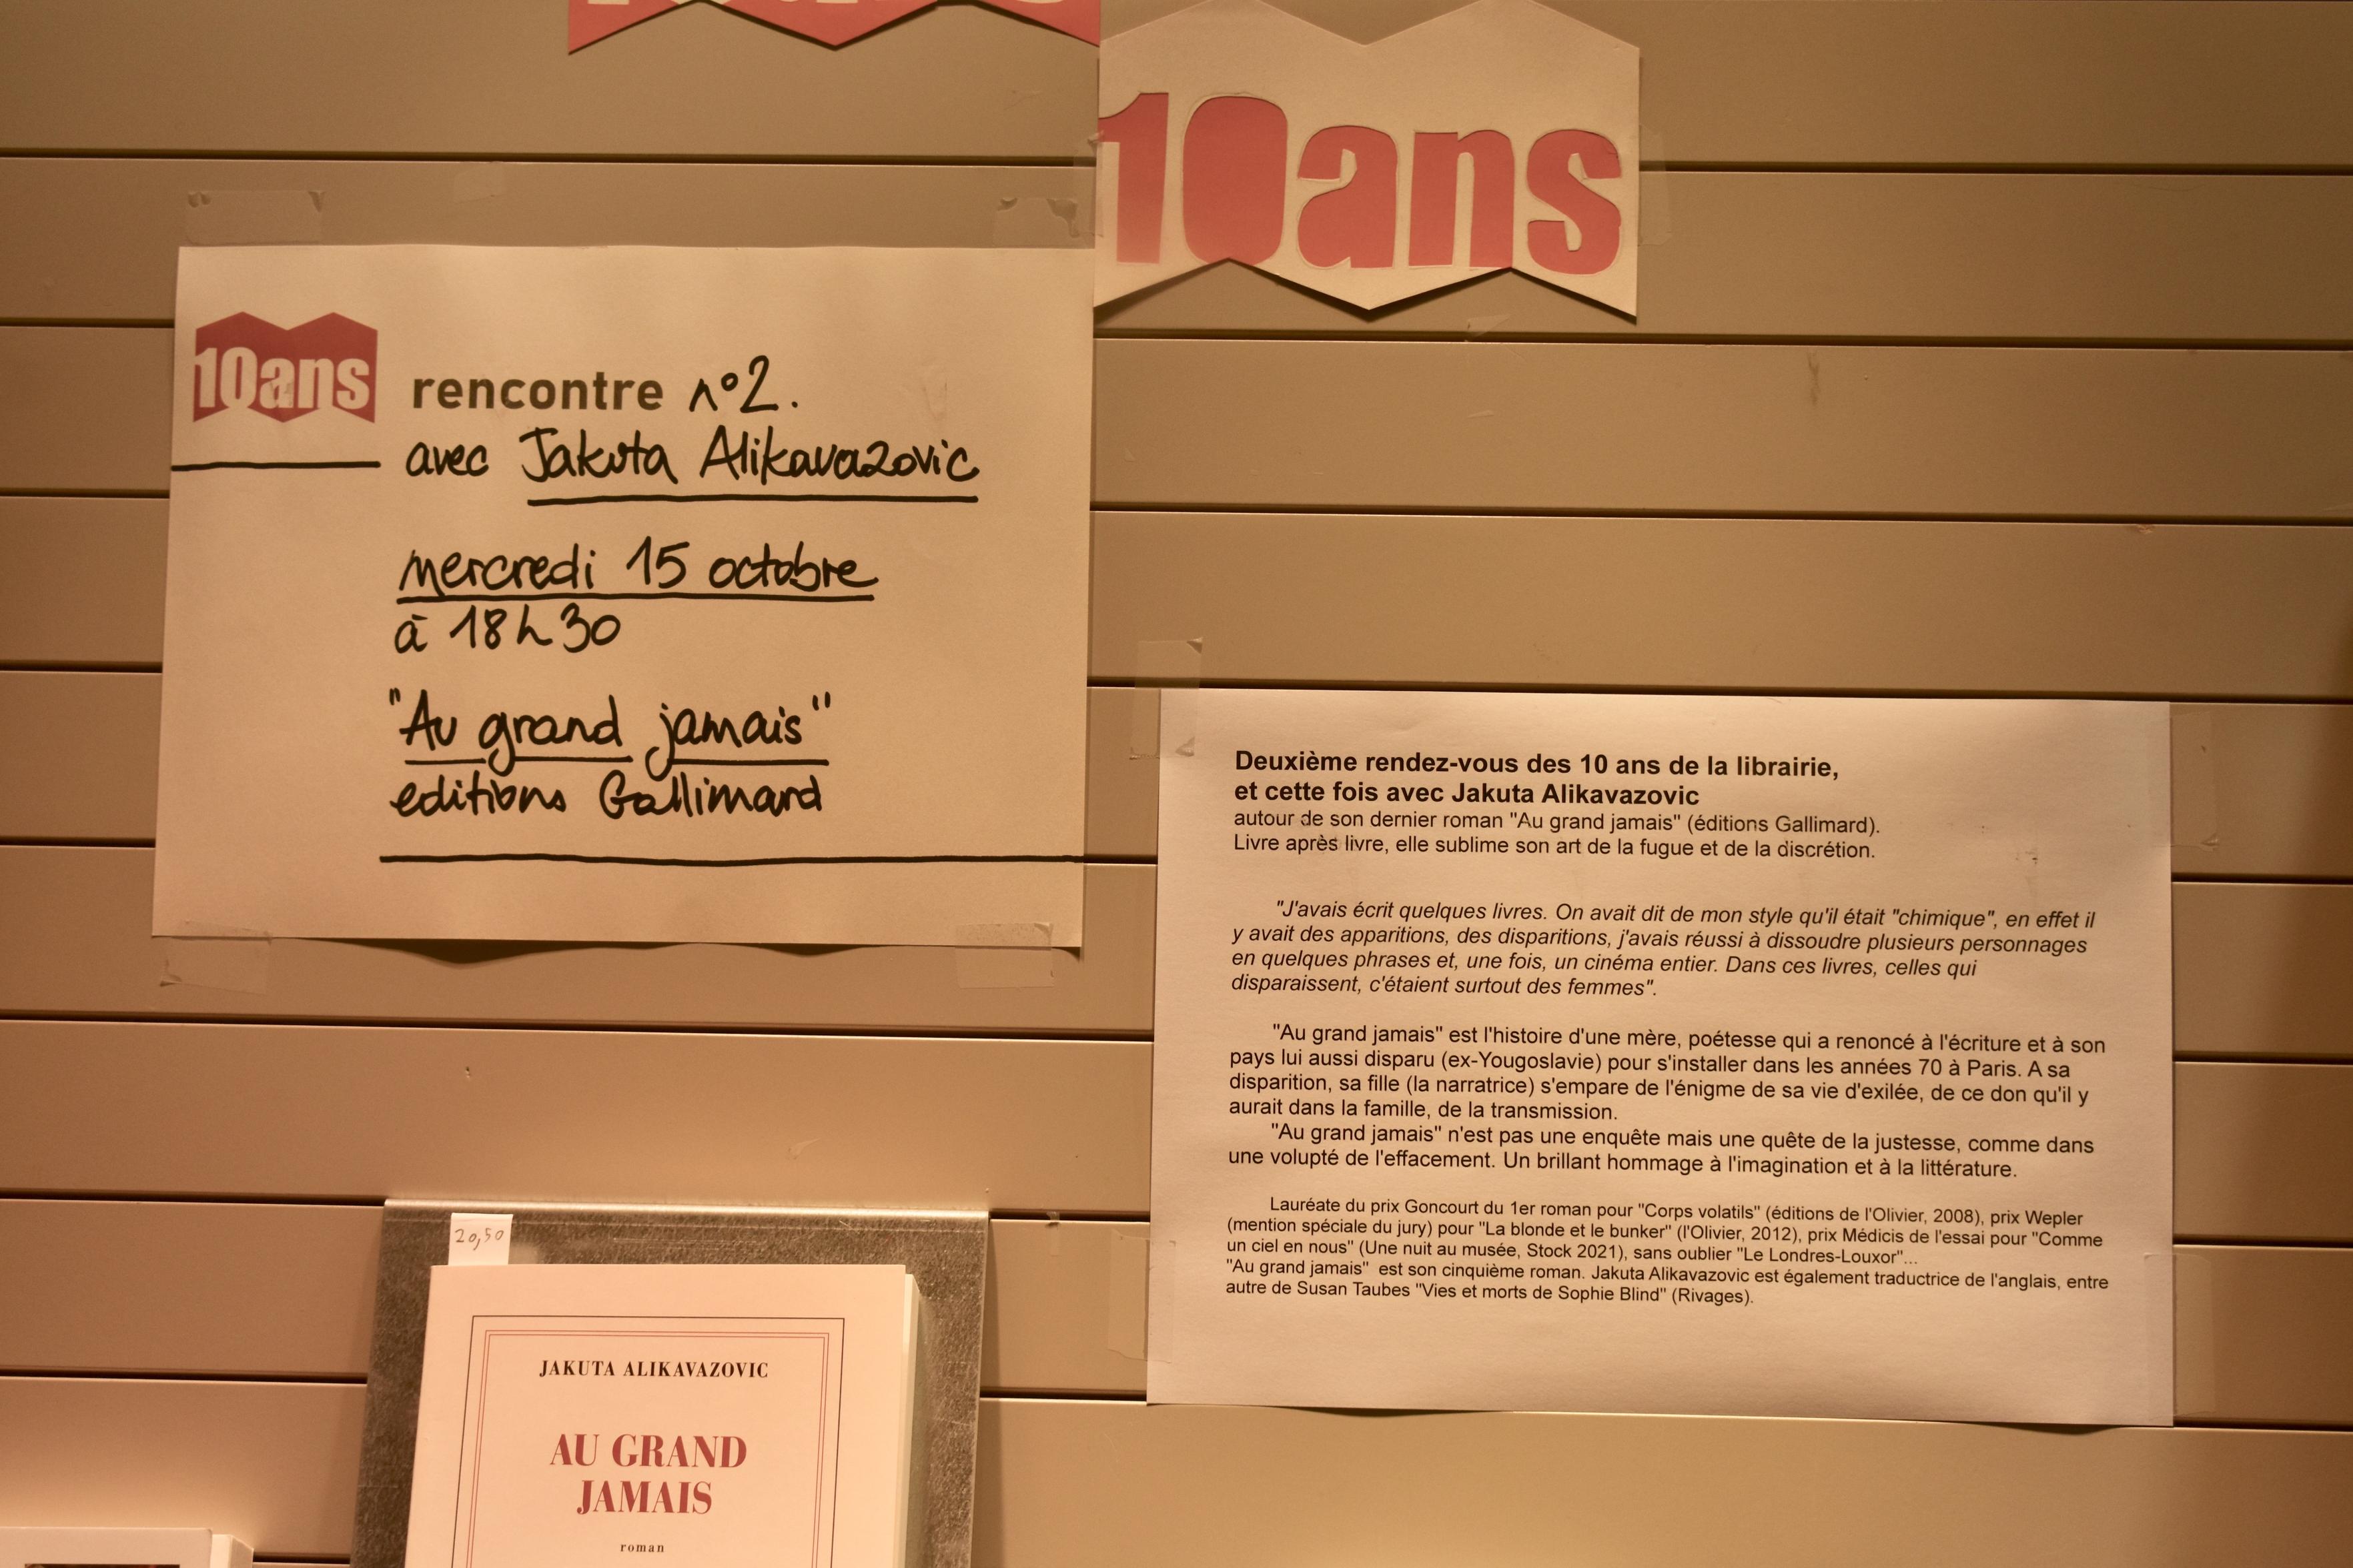 10ans
10ans
rencontre n°2.
avec Jakuta Alikavazovic
mercredi 15 octobre
à 18h30
"Au grand jamais"
editions Gallimard
Deuxième rendez-vous des 10 ans de la librairie,
et cette fois avec Jakuta Alikavazovic
autour de son dernier roman "Au grand jamais" (éditions Gallimard).
Livre après livre, elle sublime son art de la fugue et de la discrétion.
"J'avais écrit quelques livres. On avait dit de mon style qu'il était "chimique", en effet il
y avait des apparitions, des disparitions, j'avais réussi à dissoudre plusieurs personnages
en quelques phrases et, une fois, un cinéma entier. Dans ces livres, celles qui
disparaissent, c'étaient surtout des femmes".
"Au grand jamais" est l'histoire d'une mère, poétesse qui a renoncé à l'écriture et à son
pays lui aussi disparu (ex-Yougoslavie) pour s'installer dans les années 70 à Paris. A sa
disparition, sa fille (la narratrice) s'empare de l'énigme de sa vie d'exilée, de ce don qu'il y
aurait dans la famille, de la transmission.
"Au grand jamais" n'est pas une enquête mais une quête de la justesse, comme dans
une volupté de l'effacement. Un brillant hommage à l'imagination et à la littérature.
Lauréate du prix Goncourt du 1er roman pour "Corps volatils" (éditions de l'Olivier, 2008), prix Wepler
(mention spéciale du jury) pour "La blonde et le bunker" (l'Olivier, 2012), prix Médicis de l'essai pour "Comme
un ciel en nous" (Une nuit au musée, Stock 2021), sans oublier "Le Londres-Louxor"...
"Au grand jamais" est son cinquième roman. Jakuta Alikavazovic est également traductrice de l'anglais, entre
autre de Susan Taubes "Vies et morts de Sophie Blind" (Rivages).
20,50
JAKUTA ALIKAVAZOVIC
AU GRAND
JAMAIS
roman